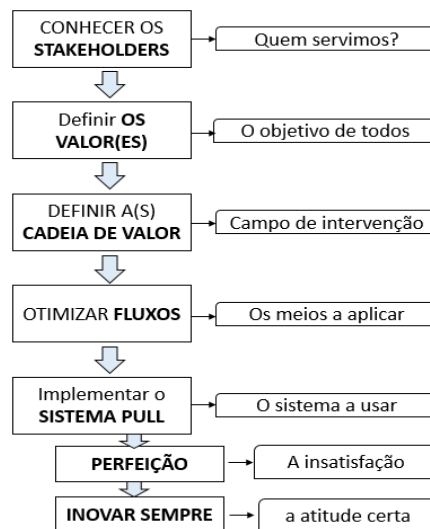 CONHECER OS
STAKEHOLDERS
Quem servimos?
Definir OS
VALOR(ES)
O objetivo de todos
DEFINIR A(S)
CADEIA DE VALOR
Campo de intervenção
OTIMIZAR FLUXOS
Os meios a aplicar
Implementar o
SISTEMA PULL
O sistema a usar
PERFEIÇÃO
A insatisfação
INOVAR SEMPRE
a atitude certa